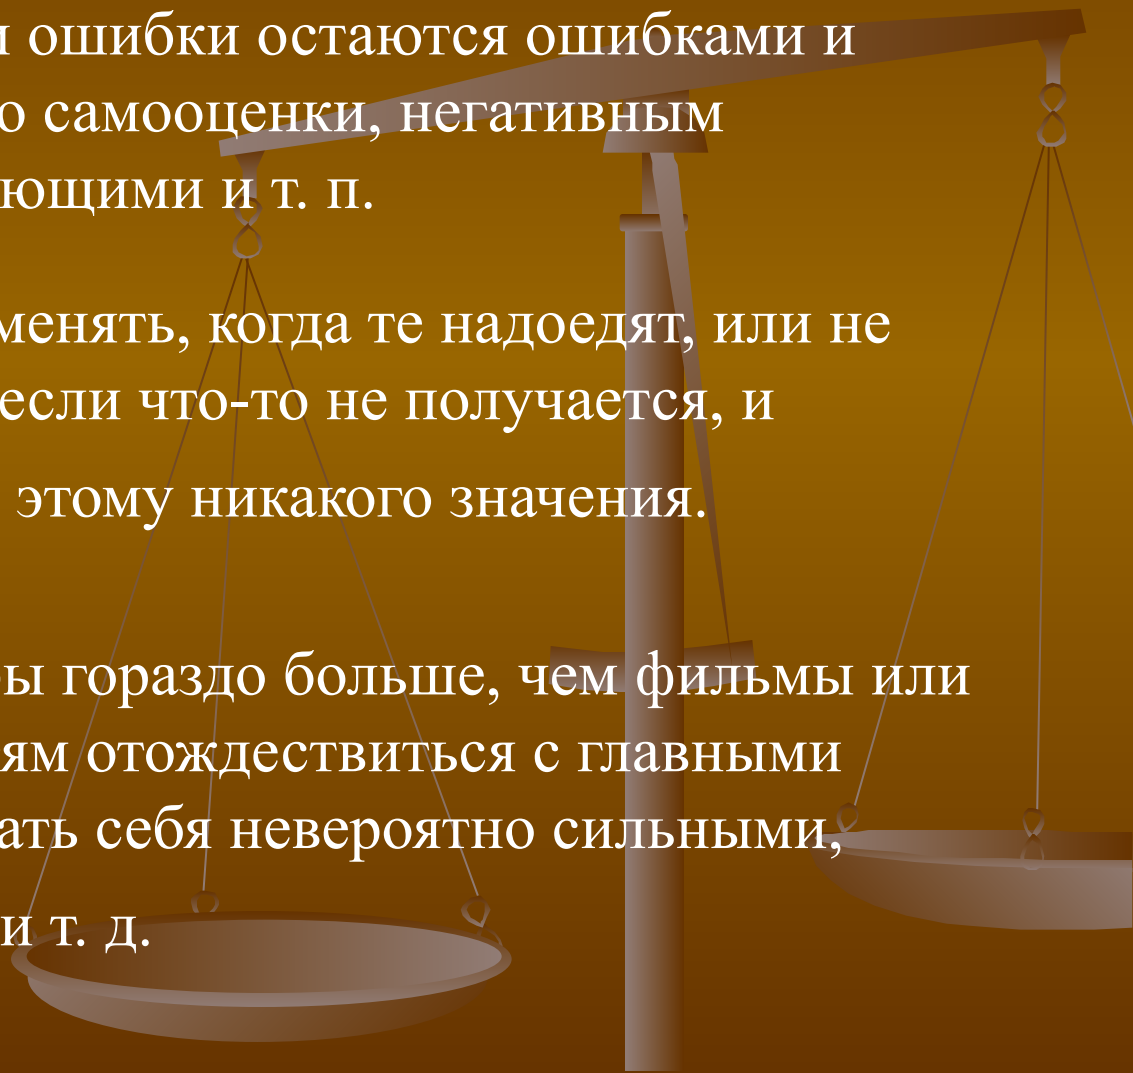 ошибки остаются ошибками и
самооценки, негативным
ющими и т. п.
менять, когда те надоедят, или не
если что-то не получается, и
этому никакого значения.
ы гораздо больше, чем фильмы или
ям отождествиться с главными
ать себя невероятно сильными,
и т. д.